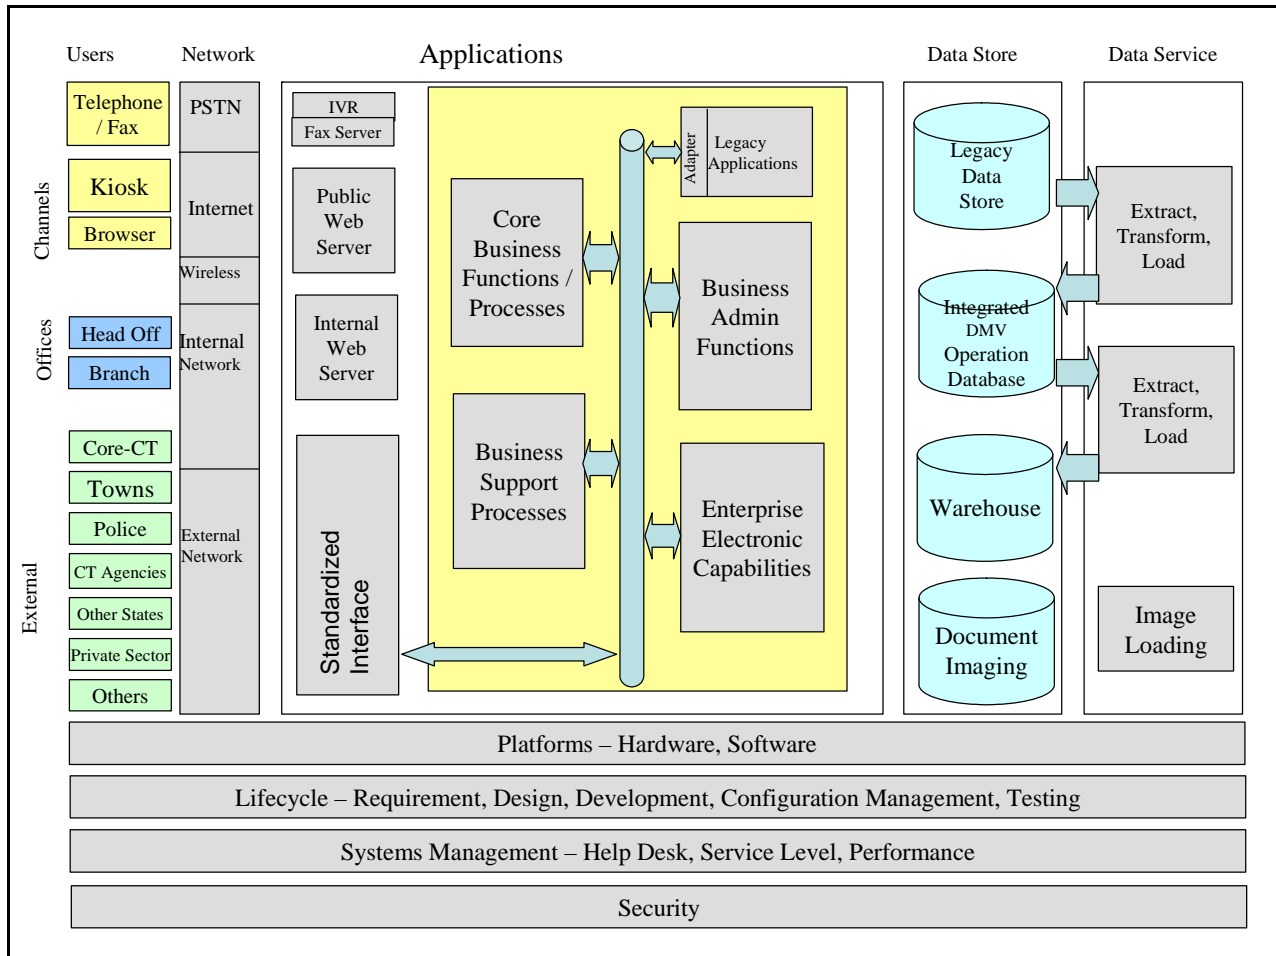 Users
Network
Applications
Data Store
Data Service
Channels
Telephone
/ Fax
Kiosk
Browser
Offices
Head Off
Branch
External
Core-CT
Towns
Police
CT Agencies
Other States
Private Sector
Others
PSTN
Internet
Wireless
Internal
Network
External
Network
IVR
Fax Server
Public
Web
Server
Internal
Web
Server
Standardized
Interface
Core
Business
Functions /
Processes
Business
Support
Processes
Adapter
Legacy
Applications
Business
Admin
Functions
Enterprise
Electronic
Capabilities
Legacy
Data
Store
Integrated
DMV
Operation
Database
Warehouse
Document
Imaging
Extract,
Transform,
Load
Extract,
Transform,
Load
Image
Loading
Platforms – Hardware, Software
Lifecycle – Requirement, Design, Development, Configuration Management, Testing
Systems Management – Help Desk, Service Level, Performance
Security